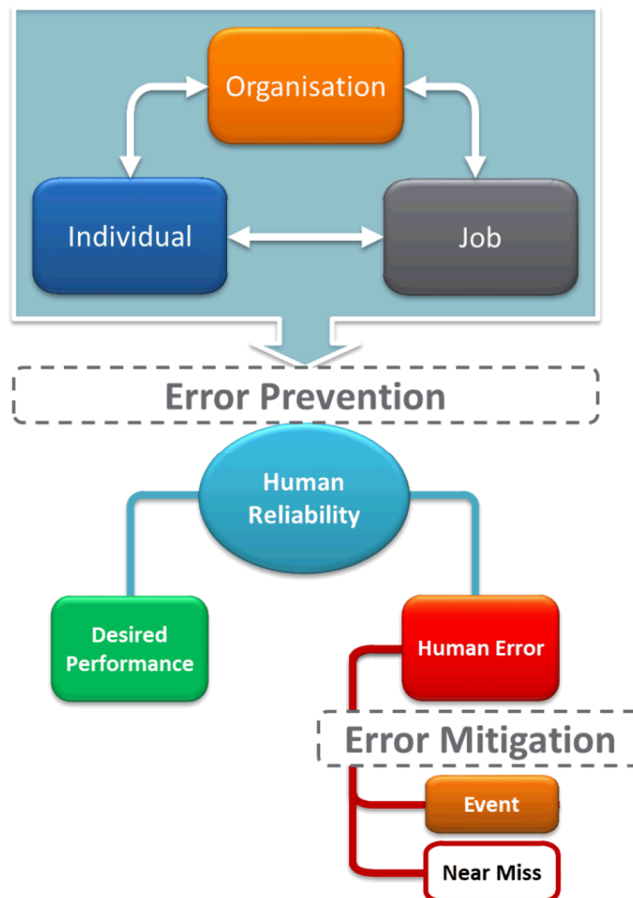 Organisation
Individual
Job
Error Prevention
Human
Reliability
Desired
Performance
Human Error
Error Mitigation
Event
Near Miss